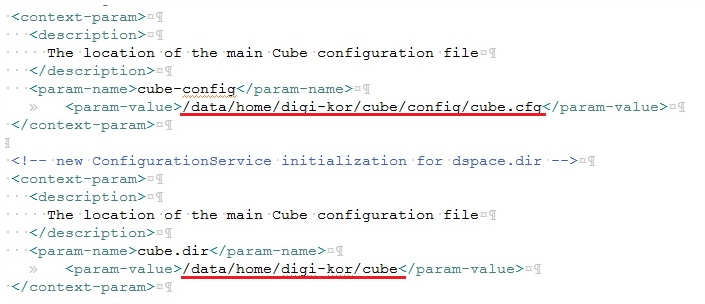 <context-param>
<description>
The location of the main Cube configuration file
</description>
<param-name>cube-config</param-name>
<param-value>/data/home/digi-kor/cube/config/cube.cfg</param-value>
</context-param>
<!-- new ConfigurationService initialization for dspace.dir -->
<context-param>
<description>
The location of the main Cube configuration file
</description>
<param-name>cube.dir</param-name>
<param-value>/data/home/digi-kor/cube</param-value>
</context-param>